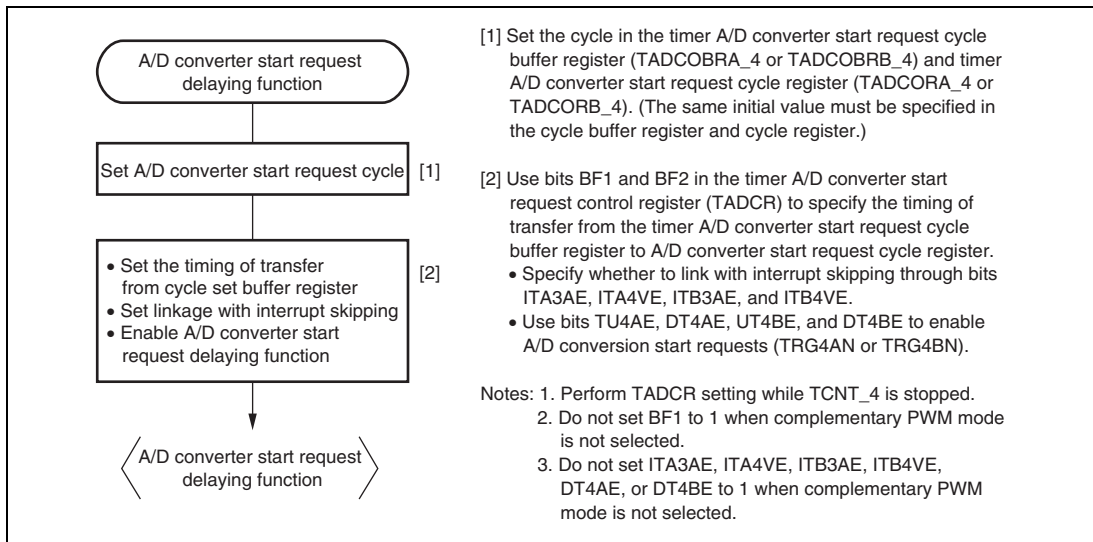 A/D converter start request
delaying function
Set A/D converter start request cycle
[1]
• Set the timing of transfer
from cycle set buffer register
• Set linkage with interrupt skipping
• Enable A/D converter start
request delaying function
[2]
A/D converter start request
delaying function
[1] Set the cycle in the timer A/D converter start request cycle
buffer register (TADCOBRA_4 or TADCOBRB_4) and timer
A/D converter start request cycle register (TADCORA_4 or
TADCORB_4). (The same initial value must be specified in
the cycle buffer register and cycle register.)
[2] Use bits BF1 and BF2 in the timer A/D converter start
request control register (TADCR) to specify the timing of
transfer from the timer A/D converter start request cycle
buffer register to A/D converter start request cycle register.
• Specify whether to link with interrupt skipping through bits
ITA3AE, ITA4VE, ITB3AE, and ITB4VE.
• Use bits TU4AE, DT4AE, UT4BE, and DT4BE to enable
A/D conversion start requests (TRG4AN or TRG4BN).
Notes: 1. Perform TADCR setting while TCNT_4 is stopped.
2. Do not set BF1 to 1 when complementary PWM mode
is not selected.
3. Do not set ITA3AE, ITA4VE, ITB3AE, ITB4VE,
DT4AE, or DT4BE to 1 when complementary PWM
mode is not selected.